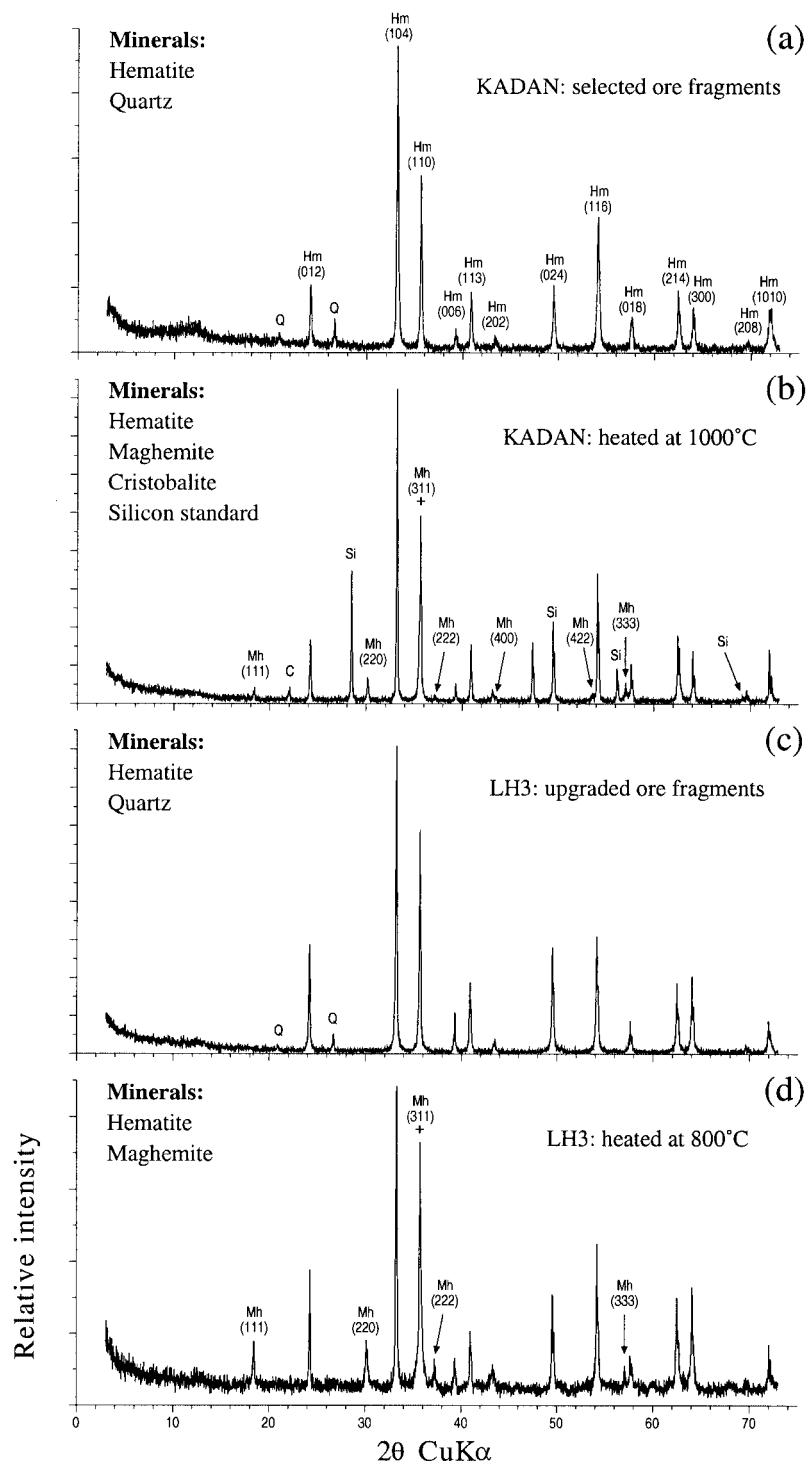 (a)
Minerals:
Hematite
Quartz
KADAN: selected ore fragments
Hm
(104)
Hm
(110)
Hm
(116)
Hm
(012)
Q
Q
Hm
(006)
Hm
(113)
Hm
(202)
Hm
(024)
Hm
(018)
Hm
(214)
Hm
(300)
Hm
(208)
Hm
(1010)
(b)
Minerals:
Hematite
Maghemite
Cristobalite
Silicon standard
KADAN: heated at 1000°C
Mh
(311)
+
Si
Mh
(111)
C
Mh
(220)
Mh
(222)
Mh
(400)
Si
Mh
(422)
Mh
(333)
Si
Si
(c)
Minerals:
Hematite
Quartz
LH3: upgraded ore fragments
Q
Q
(d)
Minerals:
Hematite
Maghemite
LH3: heated at 800°C
Mh
(311)
+
Mh
(111)
Mh
(220)
Mh
(222)
Mh
(333)
Relative intensity
0 10 20 30 40 50 60 70
2θ CuKα